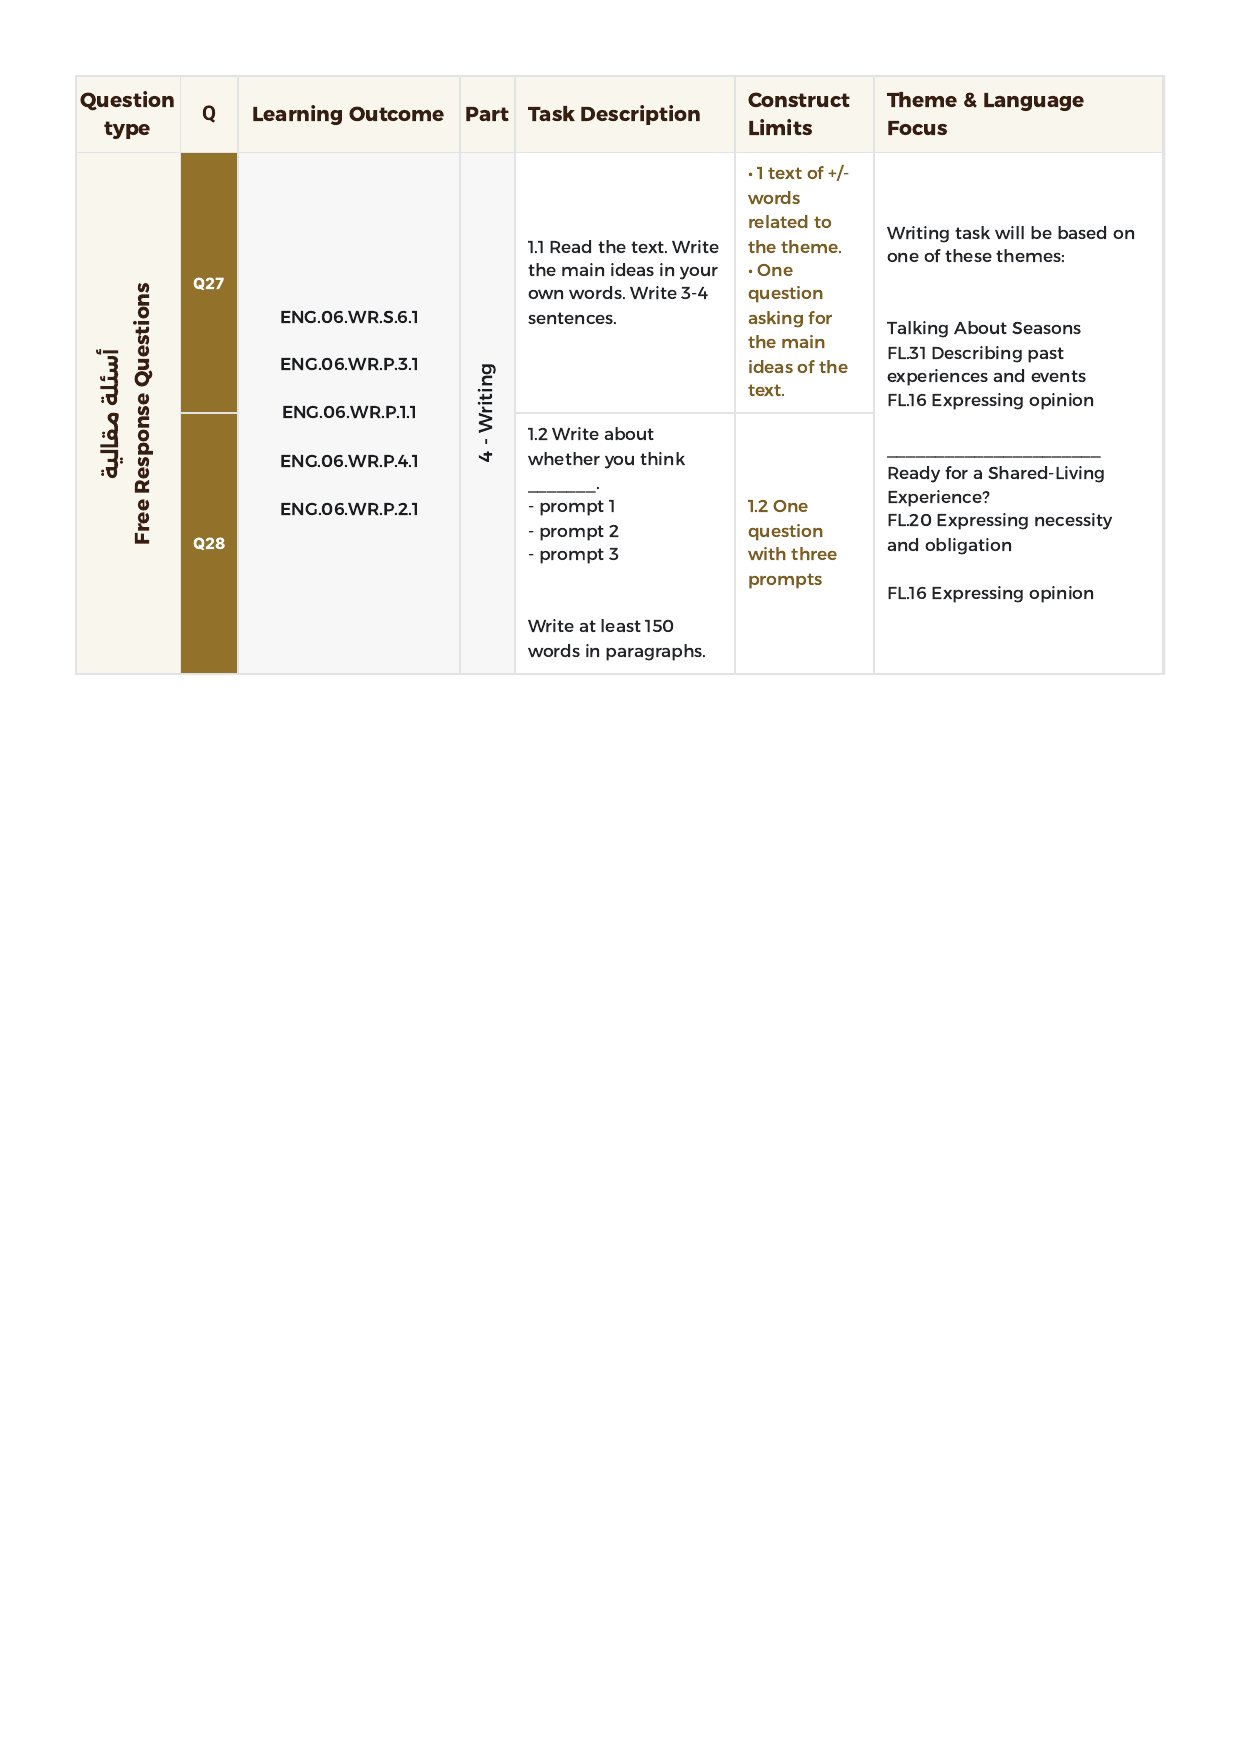 Question type
Q
Learning Outcome
Part
Task Description
Construct Limits
Theme & Language Focus
أسئلة مقالية
Free Response Questions
Q27
Q28
ENG.06.WR.S.6.1
ENG.06.WR.P.3.1
ENG.06.WR.P.1.1
ENG.06.WR.P.4.1
ENG.06.WR.P.2.1
4 - Writing
1.1 Read the text. Write
the main ideas in your
own words. Write 3-4
sentences.
• 1 text of +/-
words
related to
the theme.
• One
question
asking for
the main
ideas of the
text.
1.2 Write about
whether you think
_______.
- prompt 1
- prompt 2
- prompt 3
Write at least 150
words in paragraphs.
1.2 One
question
with three
prompts
Writing task will be based on
one of these themes:
Talking About Seasons
FL.31 Describing past
experiences and events
FL.16 Expressing opinion
______________________
Ready for a Shared-Living
Experience?
FL.20 Expressing necessity
and obligation
FL.16 Expressing opinion